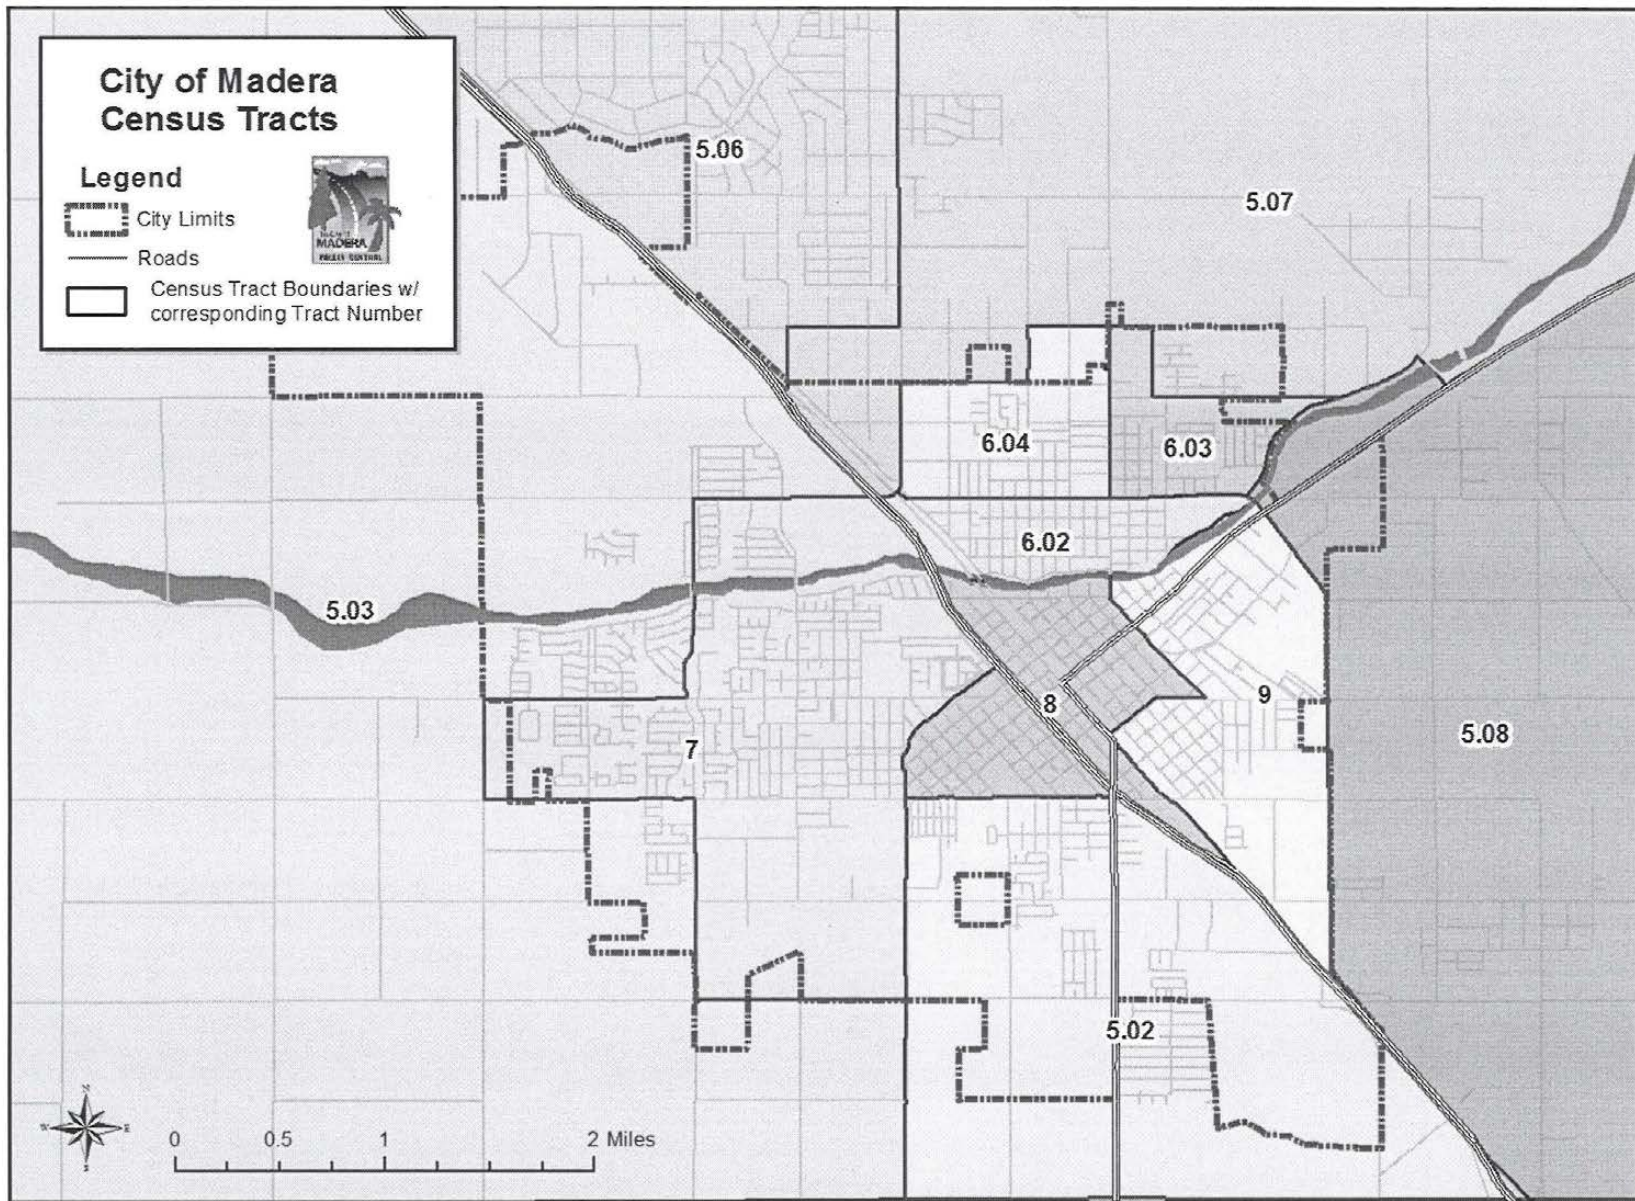 City of Madera
Census Tracts
Legend
City Limits
Roads
Census Tract Boundaries w/
corresponding Tract Number
MADERA
5.06
5.07
6.04
6.03
6.02
5.03
8
9
7
5.08
5.02
N
W E
S
0 0.5 1 2 Miles